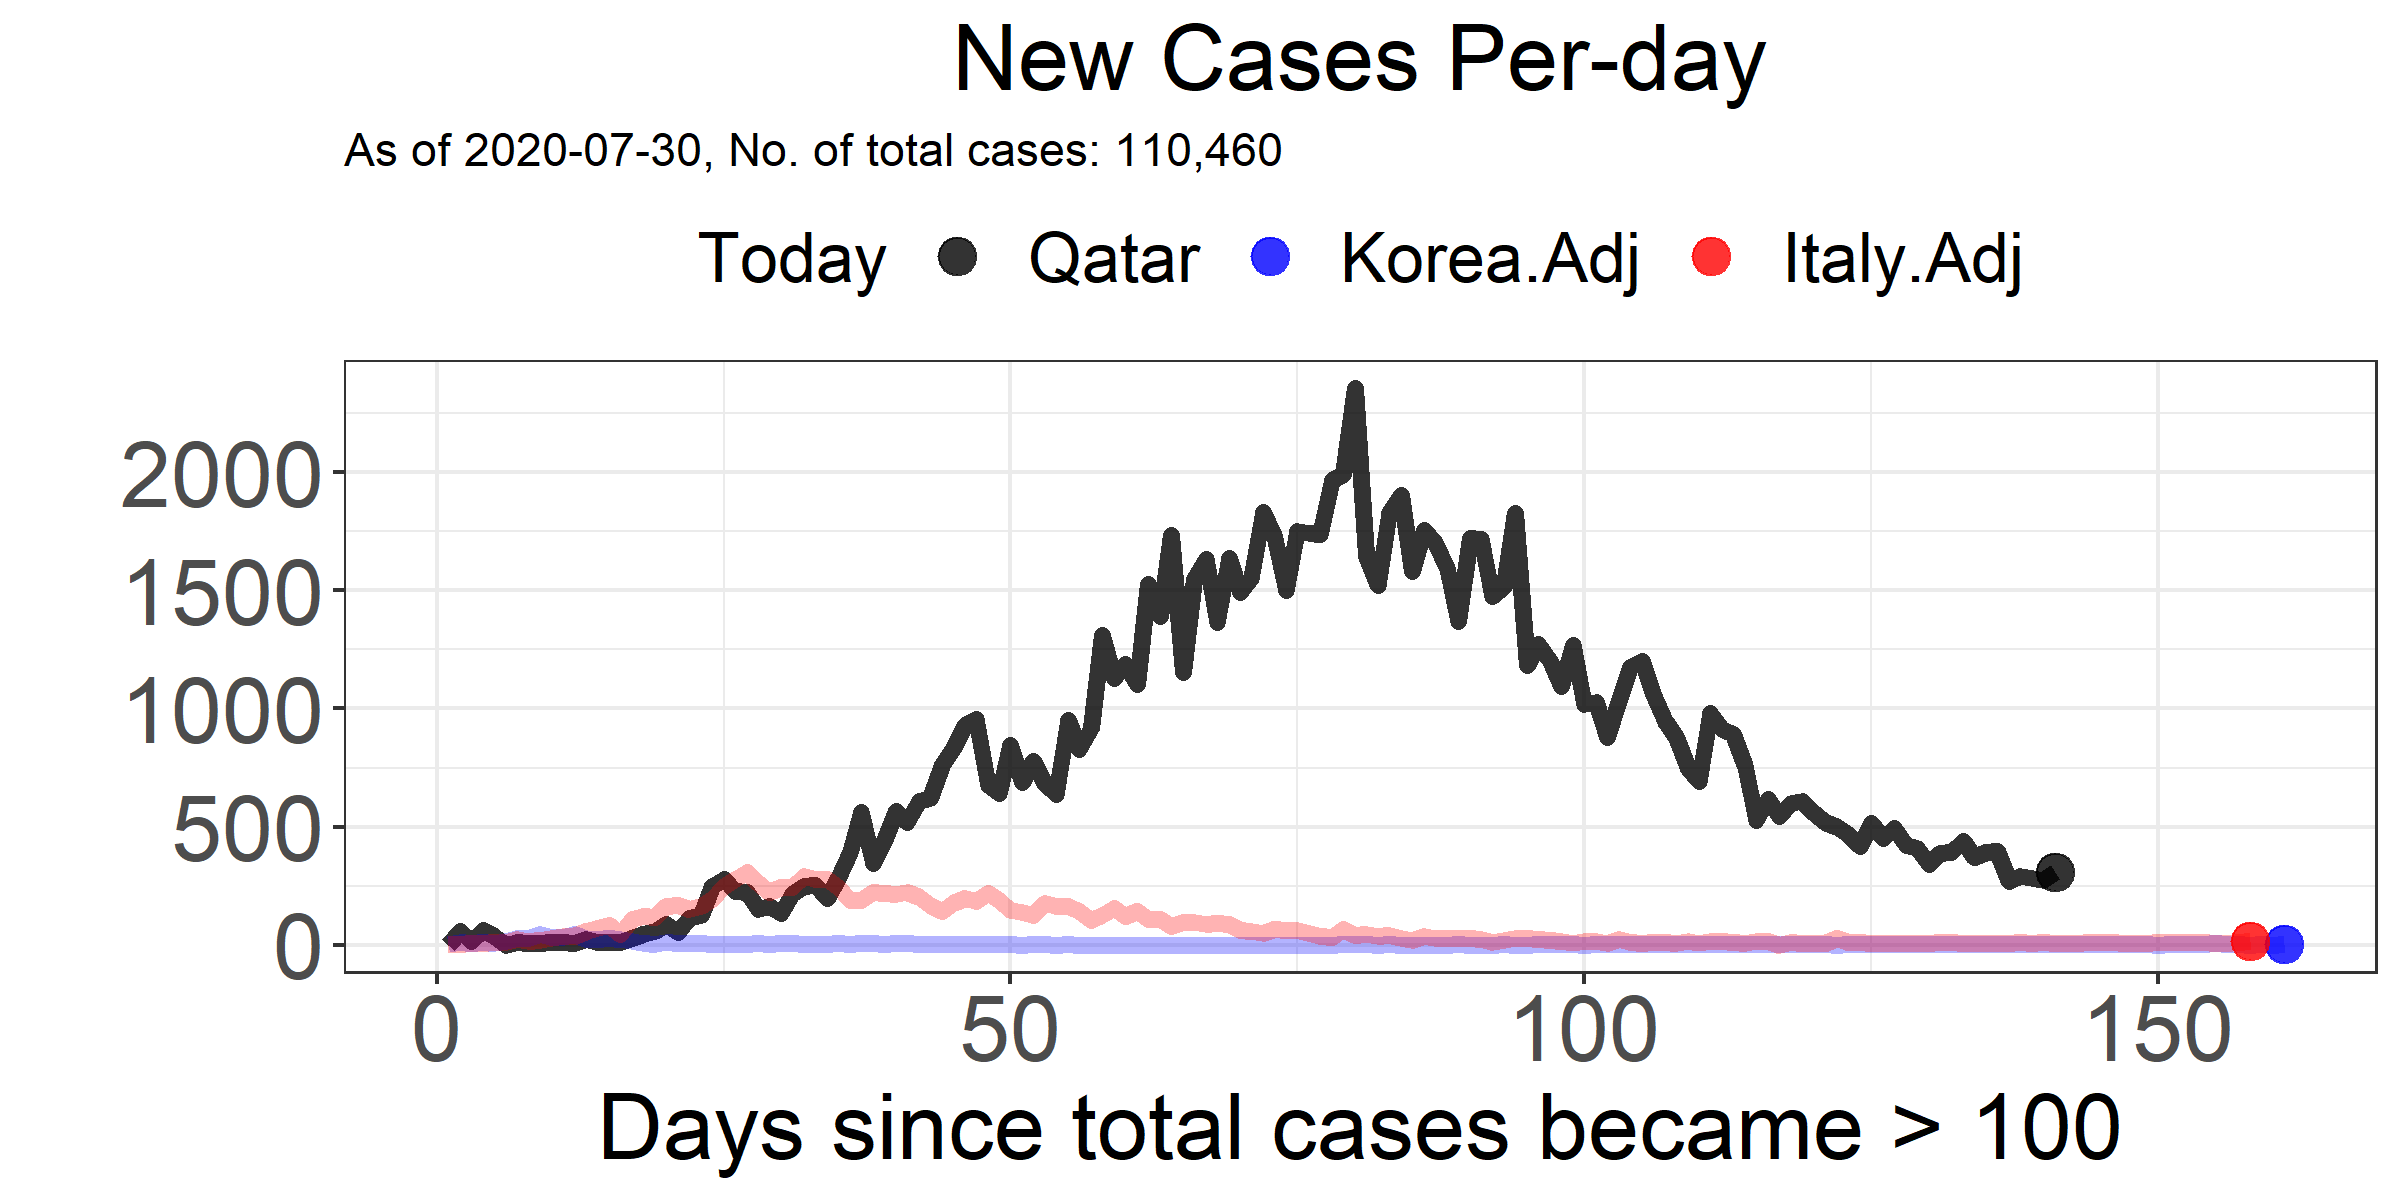 New Cases Per-day
As of 2020-07-30, No. of total cases: 110,460
Today Qatar Korea.Adj Italy.Adj
2000
1500
1000
500
0
0 50 100 150
Days since total cases became > 100